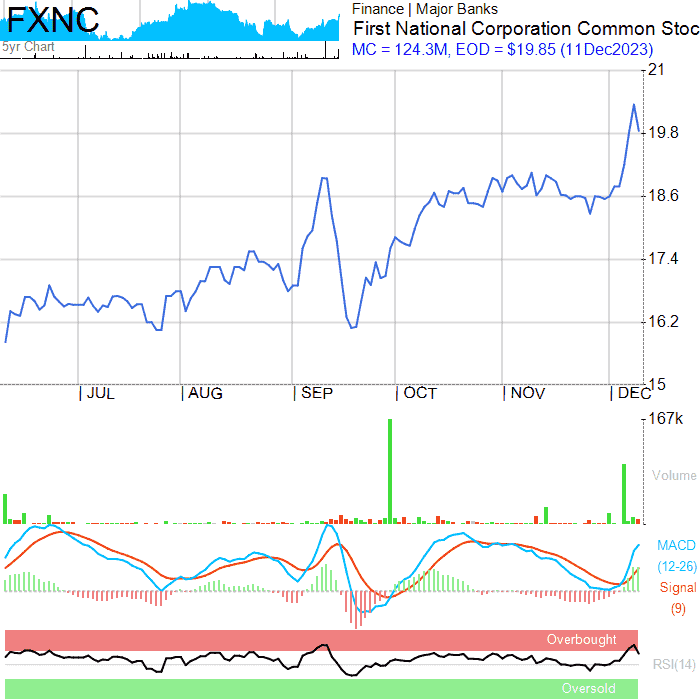 FXNC
5yr Chart
Finance | Major Banks
First National Corporation Common Stoc
MC = 124.3M, EOD = $19.85 (11Dec2023)
21
19.8
18.6
17.4
16.2
15
JUL AUG SEP OCT NOV DEC
167k
Volume
MACD
(12-26)
Signal
(9)
Overbought
RSI(14)
Oversold